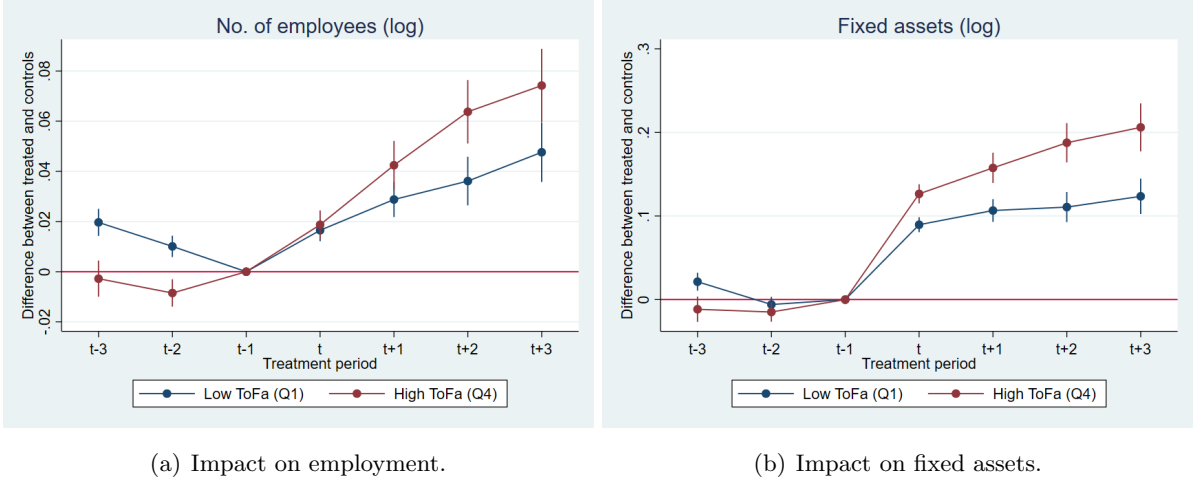 No. of employees (log)
Difference between treated and controls
.08
.06
.04
.02
0
-.02
t-3 t-2 t-1 t t+1 t+2 t+3
Treatment period
Low ToFa (Q1) High ToFa (Q4)
(a) Impact on employment.
Fixed assets (log)
Difference between treated and controls
.3
.2
.1
0
t-3 t-2 t-1 t t+1 t+2 t+3
Treatment period
Low ToFa (Q1) High ToFa (Q4)
(b) Impact on fixed assets.